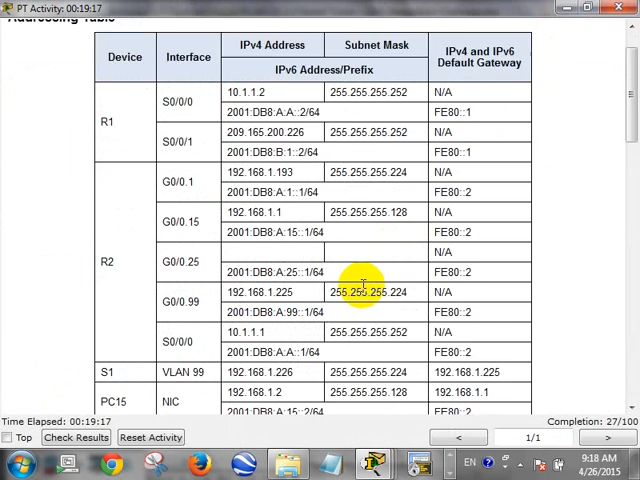 PT Activity: 00:19:17
Addressing Table
Device Interface IPv4 Address Subnet Mask IPv4 and IPv6 Default Gateway
IPv6 Address/Prefix
R1 S0/0/0 10.1.1.2 255.255.255.252 N/A
2001:DB8:A:A::2/64 FE80::1
S0/0/1 209.165.200.226 255.255.255.252 N/A
2001:DB8:B:1::2/64 FE80::1
R2 G0/0.1 192.168.1.193 255.255.255.224 N/A
2001:DB8:A:1::1/64 FE80::2
G0/0.15 192.168.1.1 255.255.255.128 N/A
2001:DB8:A:15::1/64 FE80::2
G0/0.25 N/A
2001:DB8:A:25::1/64 FE80::2
G0/0.99 192.168.1.225 255.255.255.224 N/A
2001:DB8:A:99::1/64 FE80::2
S0/0/0 10.1.1.1 255.255.255.252 N/A
2001:DB8:A:A::1/64 FE80::2
S1 VLAN 99 192.168.1.226 255.255.255.224 192.168.1.225
PC15 NIC 192.168.1.2 255.255.255.128 192.168.1.1
2001:DB8:A:15::2/64 FE80::2
Time Elapsed: 00:19:17 Completion: 27/100
Top Check Results Reset Activity < 1/1 >
EN 9:18 AM
4/26/2015